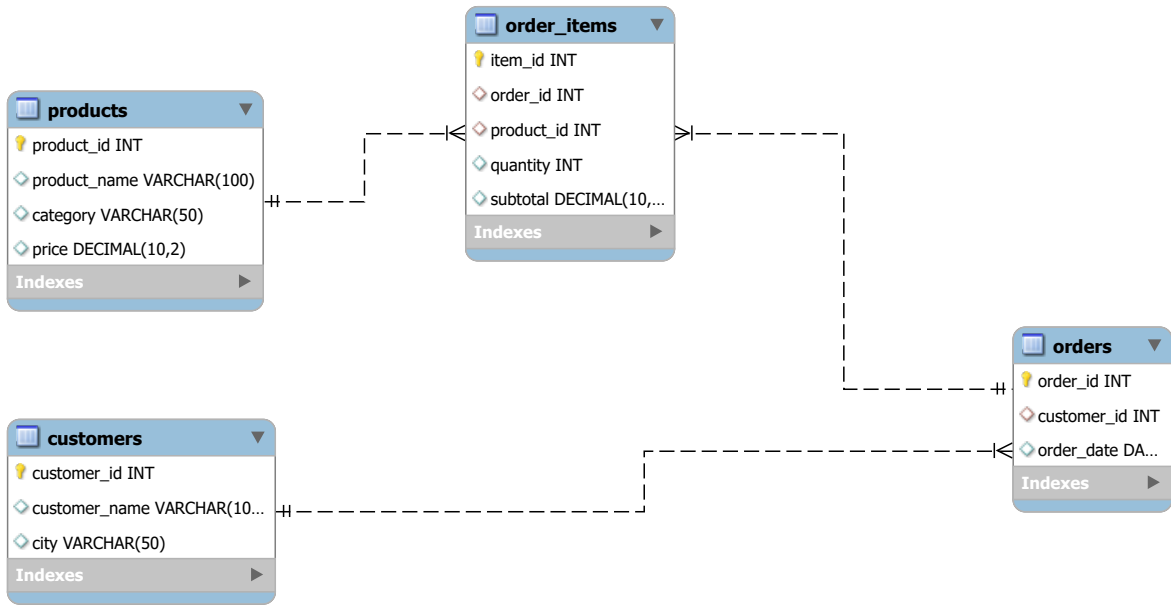 order_items
item_id INT
order_id INT
product_id INT
quantity INT
subtotal DECIMAL(10,...
Indexes
products
product_id INT
product_name VARCHAR(100)
category VARCHAR(50)
price DECIMAL(10,2)
Indexes
orders
order_id INT
customer_id INT
order_date DA...
Indexes
customers
customer_id INT
customer_name VARCHAR(10...
city VARCHAR(50)
Indexes